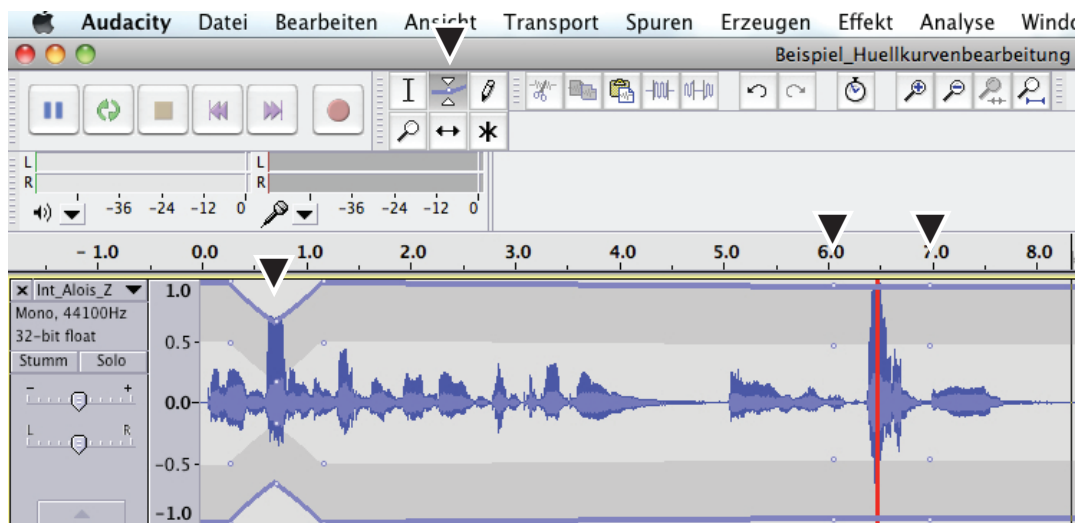 Audacity Datei Bearbeiten Ansicht Transport Spuren Erzeugen Effekt Analyse Windo
Beispiel_Huellkurvenbearbeitung
L
R
-36 -24 -12 0
L
R
-36 -24 -12 0
- 1.0 0.0 1.0 2.0 3.0 4.0 5.0 6.0 7.0 8.0
x Int_Alois_Z
Mono, 44100Hz
32-bit float
Stumm Solo
- +
L R
1.0
0.5-
0.0-
-0.5-
-1.0